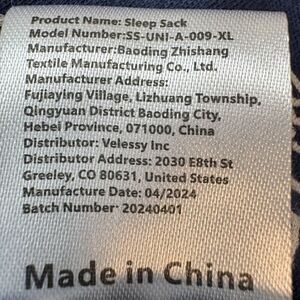 Product Name: Sleep Sack
Model Number:SS-UNI-A-009-XL
Manufacturer:Baoding Zhishang
Textile Manufacturing Co., Ltd.
Manufacturer Address:
Fujiaying Village, Lizhuang Township,
Qingyuan District Baoding City,
Hebei Province, 071000, China
Distributor: Velessy Inc
Distributor Address: 2030 E8th St
Greeley, CO 80631, United States
Manufacture Date: 04/2024
Batch Number: 20240401
Made in China